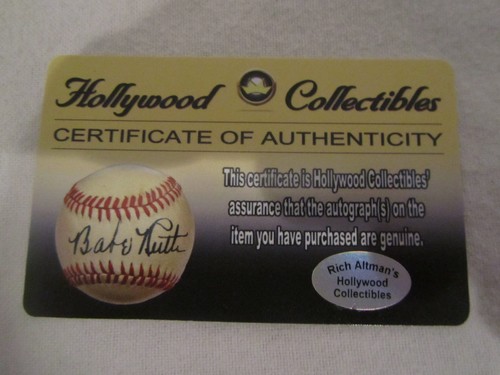 Hollywood Collectibles
CERTIFICATE OF AUTHENTICITY
This certificate is Hollywood Collectibles'
assurance that the autograph(s) on the
item you have purchased are genuine.
Babe Ruth
Rich Altman's
Hollywood
Collectibles